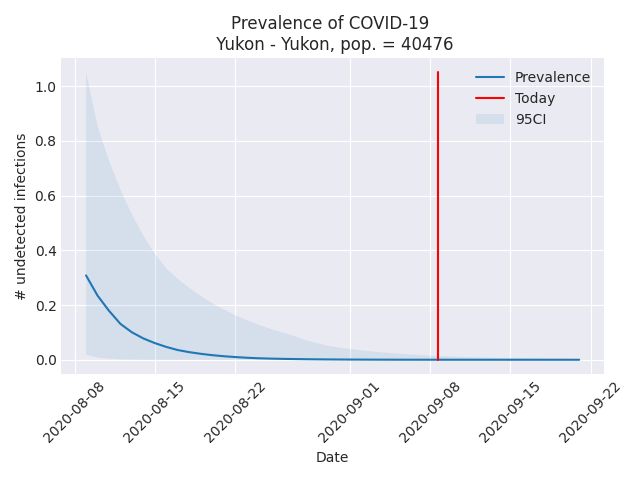 Prevalence of COVID-19
Yukon - Yukon, pop. = 40476
Prevalence
Today
95CI
# undetected infections
1.0
0.8
0.6
0.4
0.2
0.0
2020-08-08
2020-08-15
2020-08-22
2020-09-01
2020-09-08
2020-09-15
2020-09-22
Date